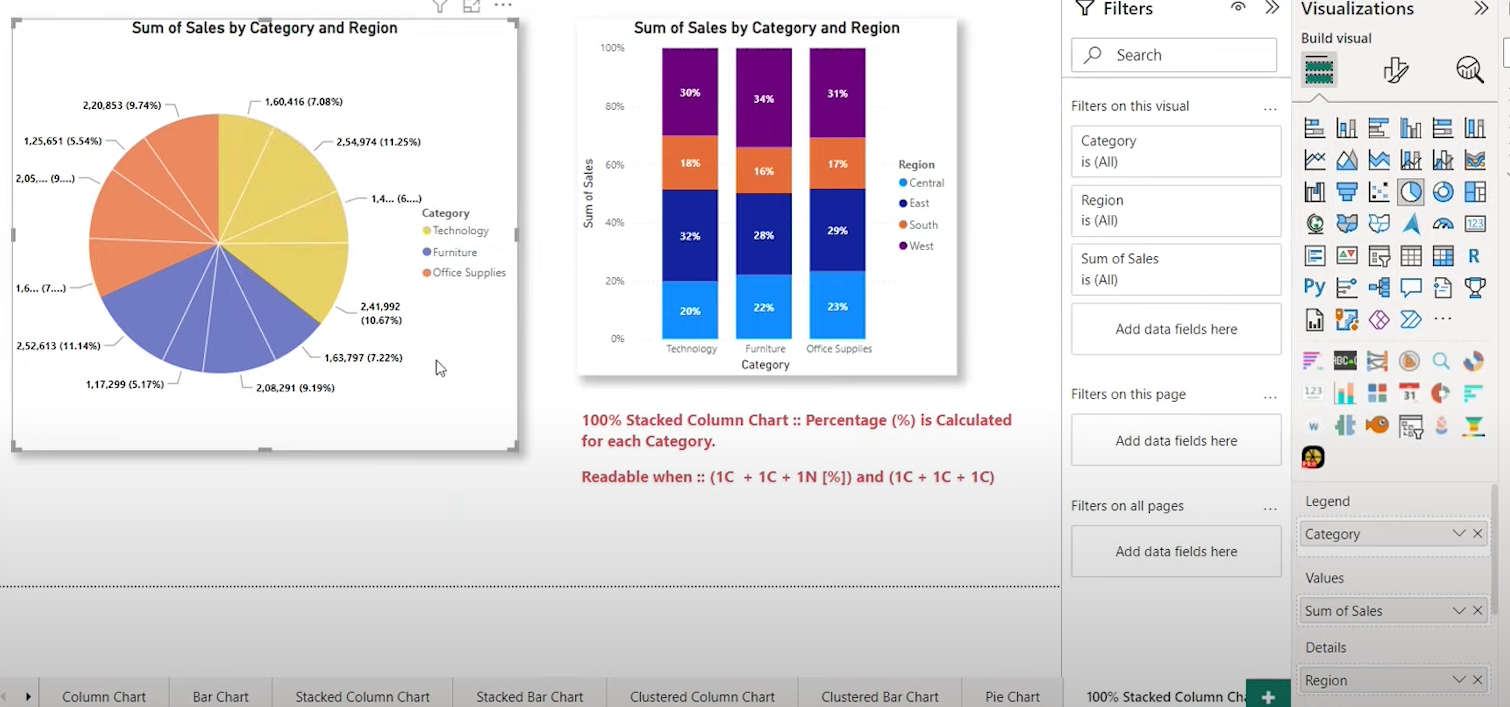 Sum of Sales by Category and Region
2,20,853 (9.74%)
1,60,416 (7.08%)
1,25,651 (5.54%)
2,54,974 (11.25%)
2,05,... (9....)
1,4... (6....)
Category
Technology
Furniture
Office Supplies
1,6... (7....)
2,41,992
(10.67%)
2,52,613 (11.14%)
1,63,797 (7.22%)
1,17,299 (5.17%)
2,08,291 (9.19%)
Sum of Sales by Category and Region
Sum of Sales
100%
80%
60%
40%
20%
0%
30%
34%
31%
18%
16%
17%
32%
28%
29%
20%
22%
23%
Technology
Furniture
Office Supplies
Category
Region
Central
East
South
West
100% Stacked Column Chart :: Percentage (%) is Calculated
for each Category.
Readable when :: (1C + 1C + 1N [%]) and (1C + 1C + 1C)
Filters
Search
Filters on this visual
...
Category
is (All)
Region
is (All)
Sum of Sales
is (All)
Add data fields here
Filters on this page
...
Add data fields here
Filters on all pages
...
Add data fields here
Visualizations
Build visual
123
R
Py
...
ABC
123
31
W
PRO
Legend
Category
Values
Sum of Sales
Details
Region
Column Chart
Bar Chart
Stacked Column Chart
Stacked Bar Chart
Clustered Column Chart
Clustered Bar Chart
Pie Chart
100% Stacked Column Cha